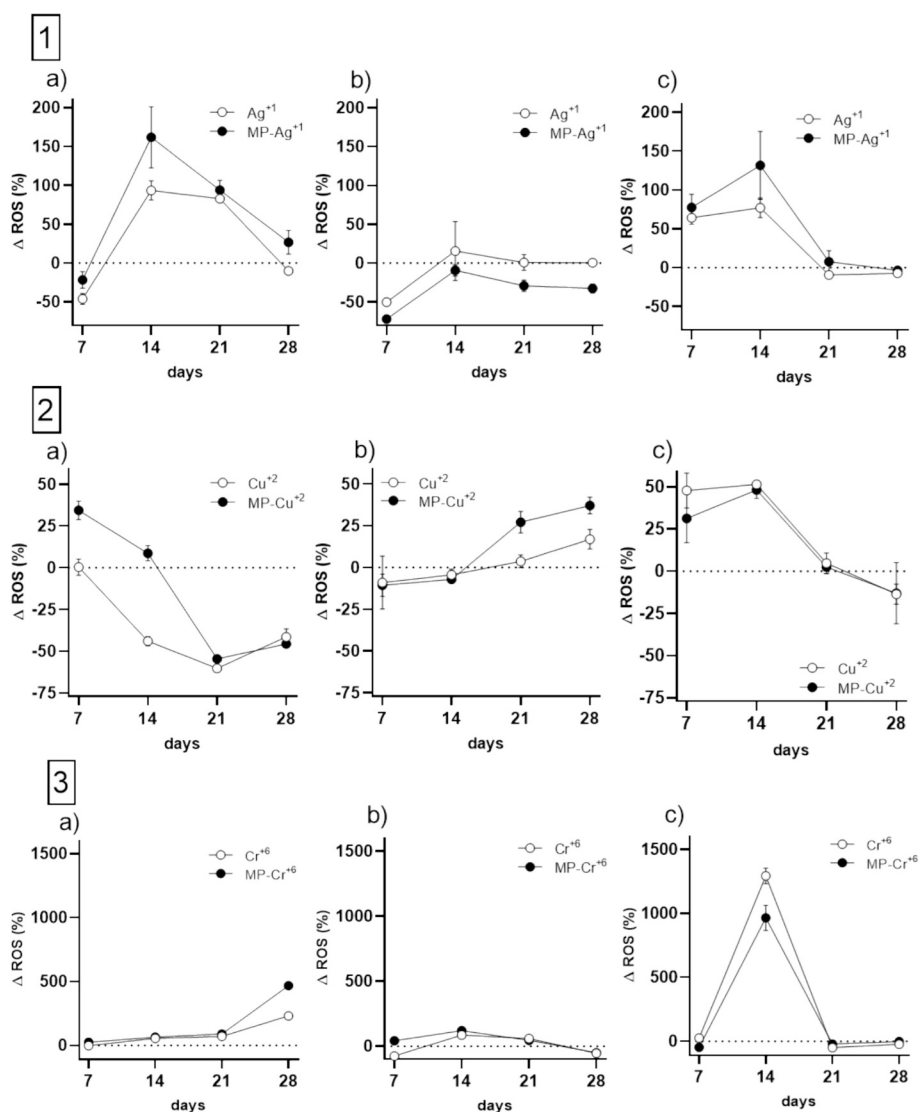 1
a)
b)
c)
Ag+1
MP-Ag+1
Δ ROS (%)
200
150
100
50
0
-50
7 14 21 28
days
Ag+1
MP-Ag+1
Δ ROS (%)
200
150
100
50
0
-50
7 14 21 28
days
Ag+1
MP-Ag+1
Δ ROS (%)
200
150
100
50
0
-50
7 14 21 28
days
2
a)
b)
c)
Cu+2
MP-Cu+2
Δ ROS (%)
50
25
0
-25
-50
-75
7 14 21 28
days
Cu+2
MP-Cu+2
Δ ROS (%)
50
25
0
-25
-50
-75
7 14 21 28
days
Δ ROS (%)
50
25
0
-25
-50
-75
Cu+2
MP-Cu+2
7 14 21 28
days
3
a)
b)
c)
Cr+6
MP-Cr+6
Δ ROS (%)
1500
1000
500
0
7 14 21 28
days
Cr+6
MP-Cr+6
Δ ROS (%)
1500
1000
500
0
7 14 21 28
days
Cr+6
MP-Cr+6
Δ ROS (%)
1500
1000
500
0
7 14 21 28
days